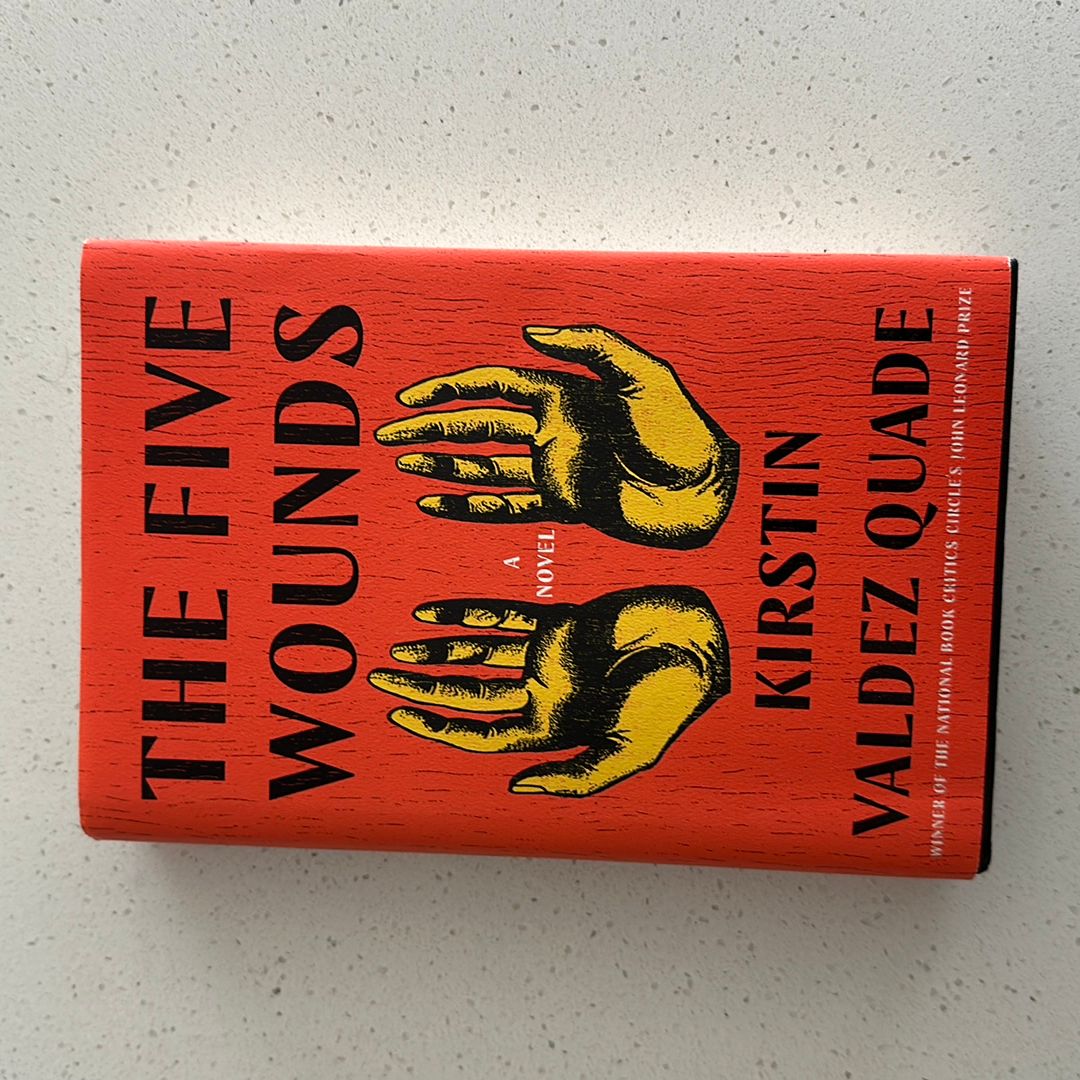 THE FIVE
WOUNDS
A
NOVEL
KIRSTIN
VALDEZ QUADE
WINNER OF THE NATIONAL BOOK CRITICS CIRCLE'S JOHN LEONARD PRIZE